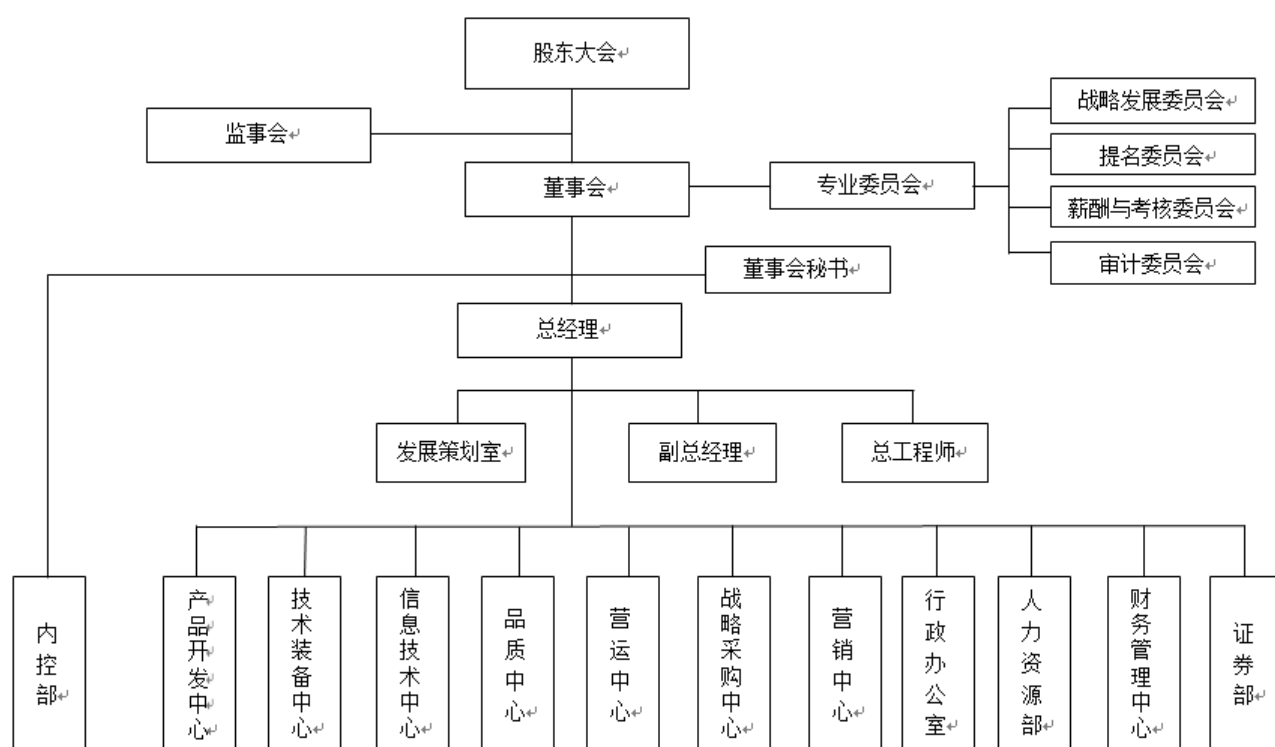 股东大会
监事会
战略发展委员会
提名委员会
董事会
专业委员会
薪酬与考核委员会
董事会秘书
审计委员会
总经理
发展策划室
副总经理
总工程师
内控部
产品开发中心
技术装备中心
信息技术中心
品质中心
营运中心
战略采购中心
营销中心
行政办公室
人力资源部
财务管理中心
证券部